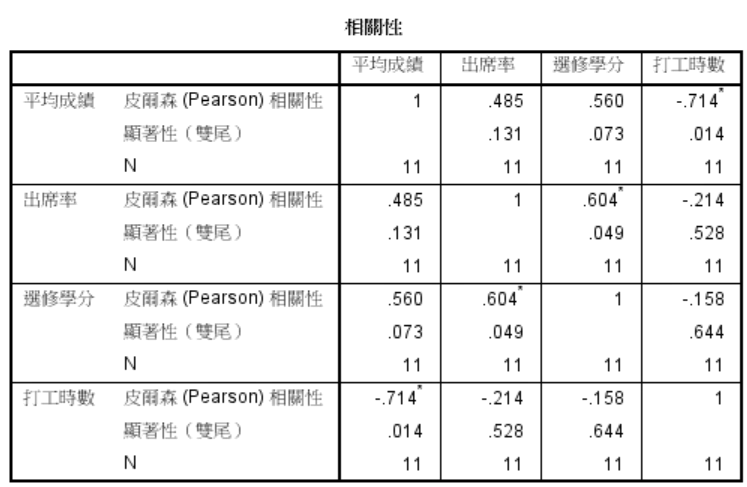 相關性
平均成績 出席率 選修學分 打工時數
平均成績 皮爾森 (Pearson) 相關性 1 .485 .560 -.714*
顯著性（雙尾） .131 .073 .014
N 11 11 11 11
出席率 皮爾森 (Pearson) 相關性 .485 1 .604* -.214
顯著性（雙尾） .131 .049 .528
N 11 11 11 11
選修學分 皮爾森 (Pearson) 相關性 .560 .604* 1 -.158
顯著性（雙尾） .073 .049 .644
N 11 11 11 11
打工時數 皮爾森 (Pearson) 相關性 -.714* -.214 -.158 1
顯著性（雙尾） .014 .528 .644
N 11 11 11 11